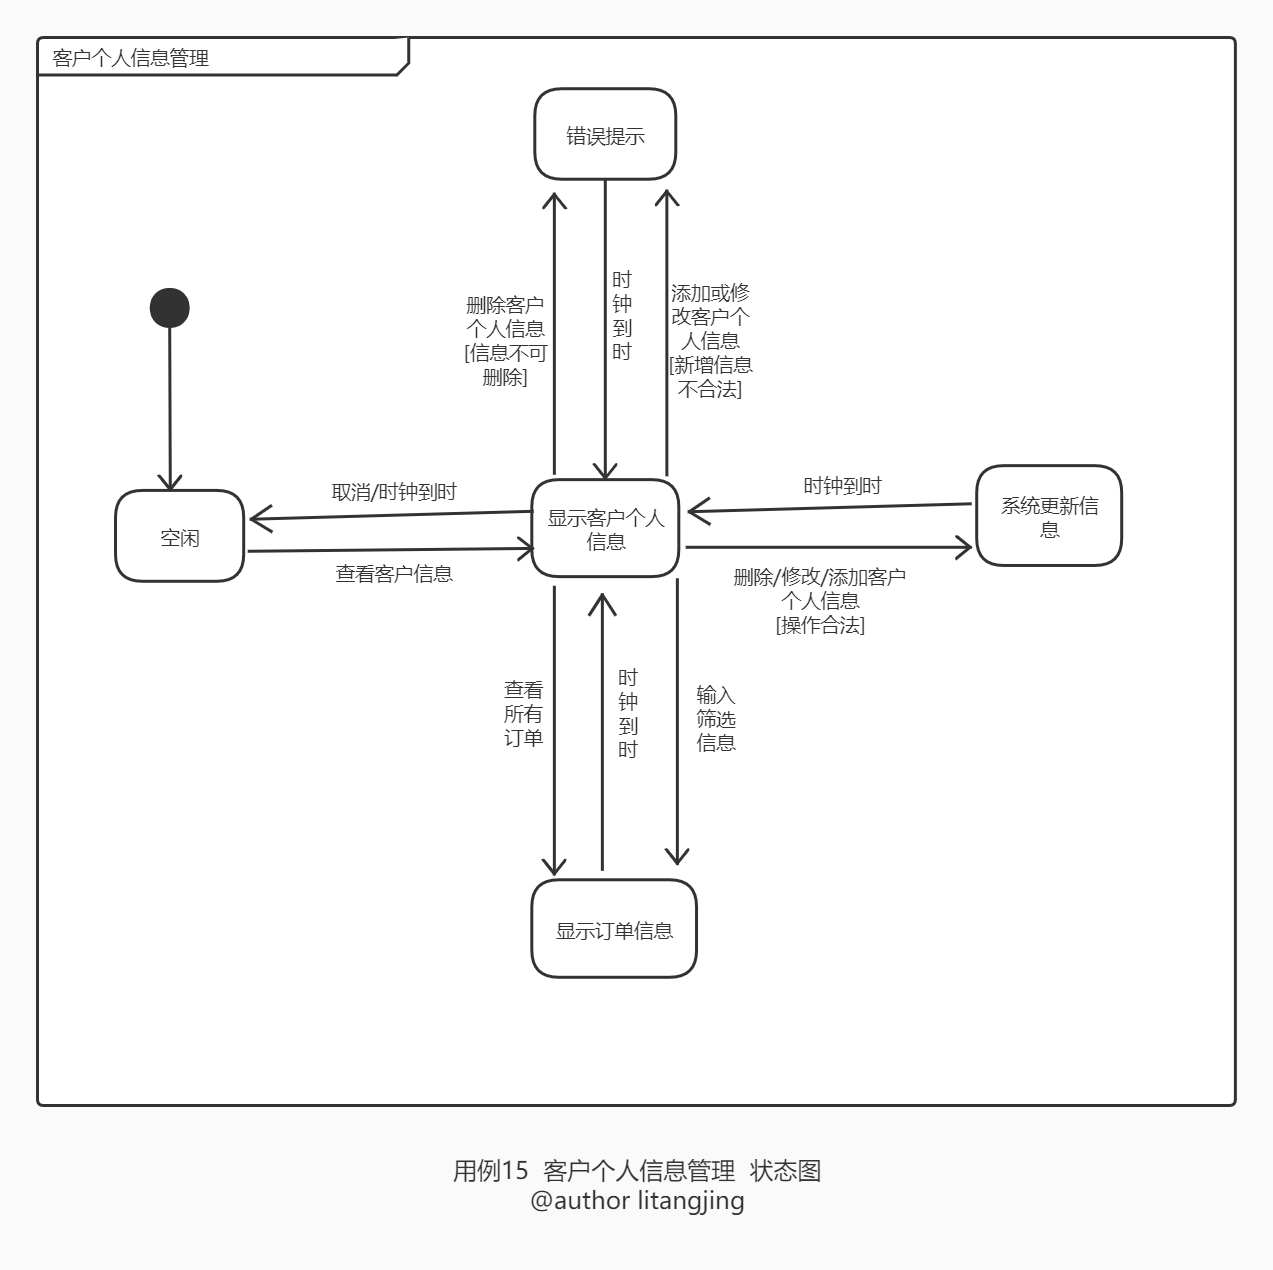 客户个人信息管理
错误提示
删除客户
个人信息
[信息不可
删除]
时
钟
到
时
添加或修
改客户个
人信息
[新增信息
不合法]
取消/时钟到时
空闲
查看客户信息
显示客户个人
信息
时钟到时
系统更新信
息
删除/修改/添加客户
个人信息
[操作合法]
查看
所有
订单
时
钟
到
时
输入
筛选
信息
显示订单信息
用例15 客户个人信息管理 状态图
@author litangjing